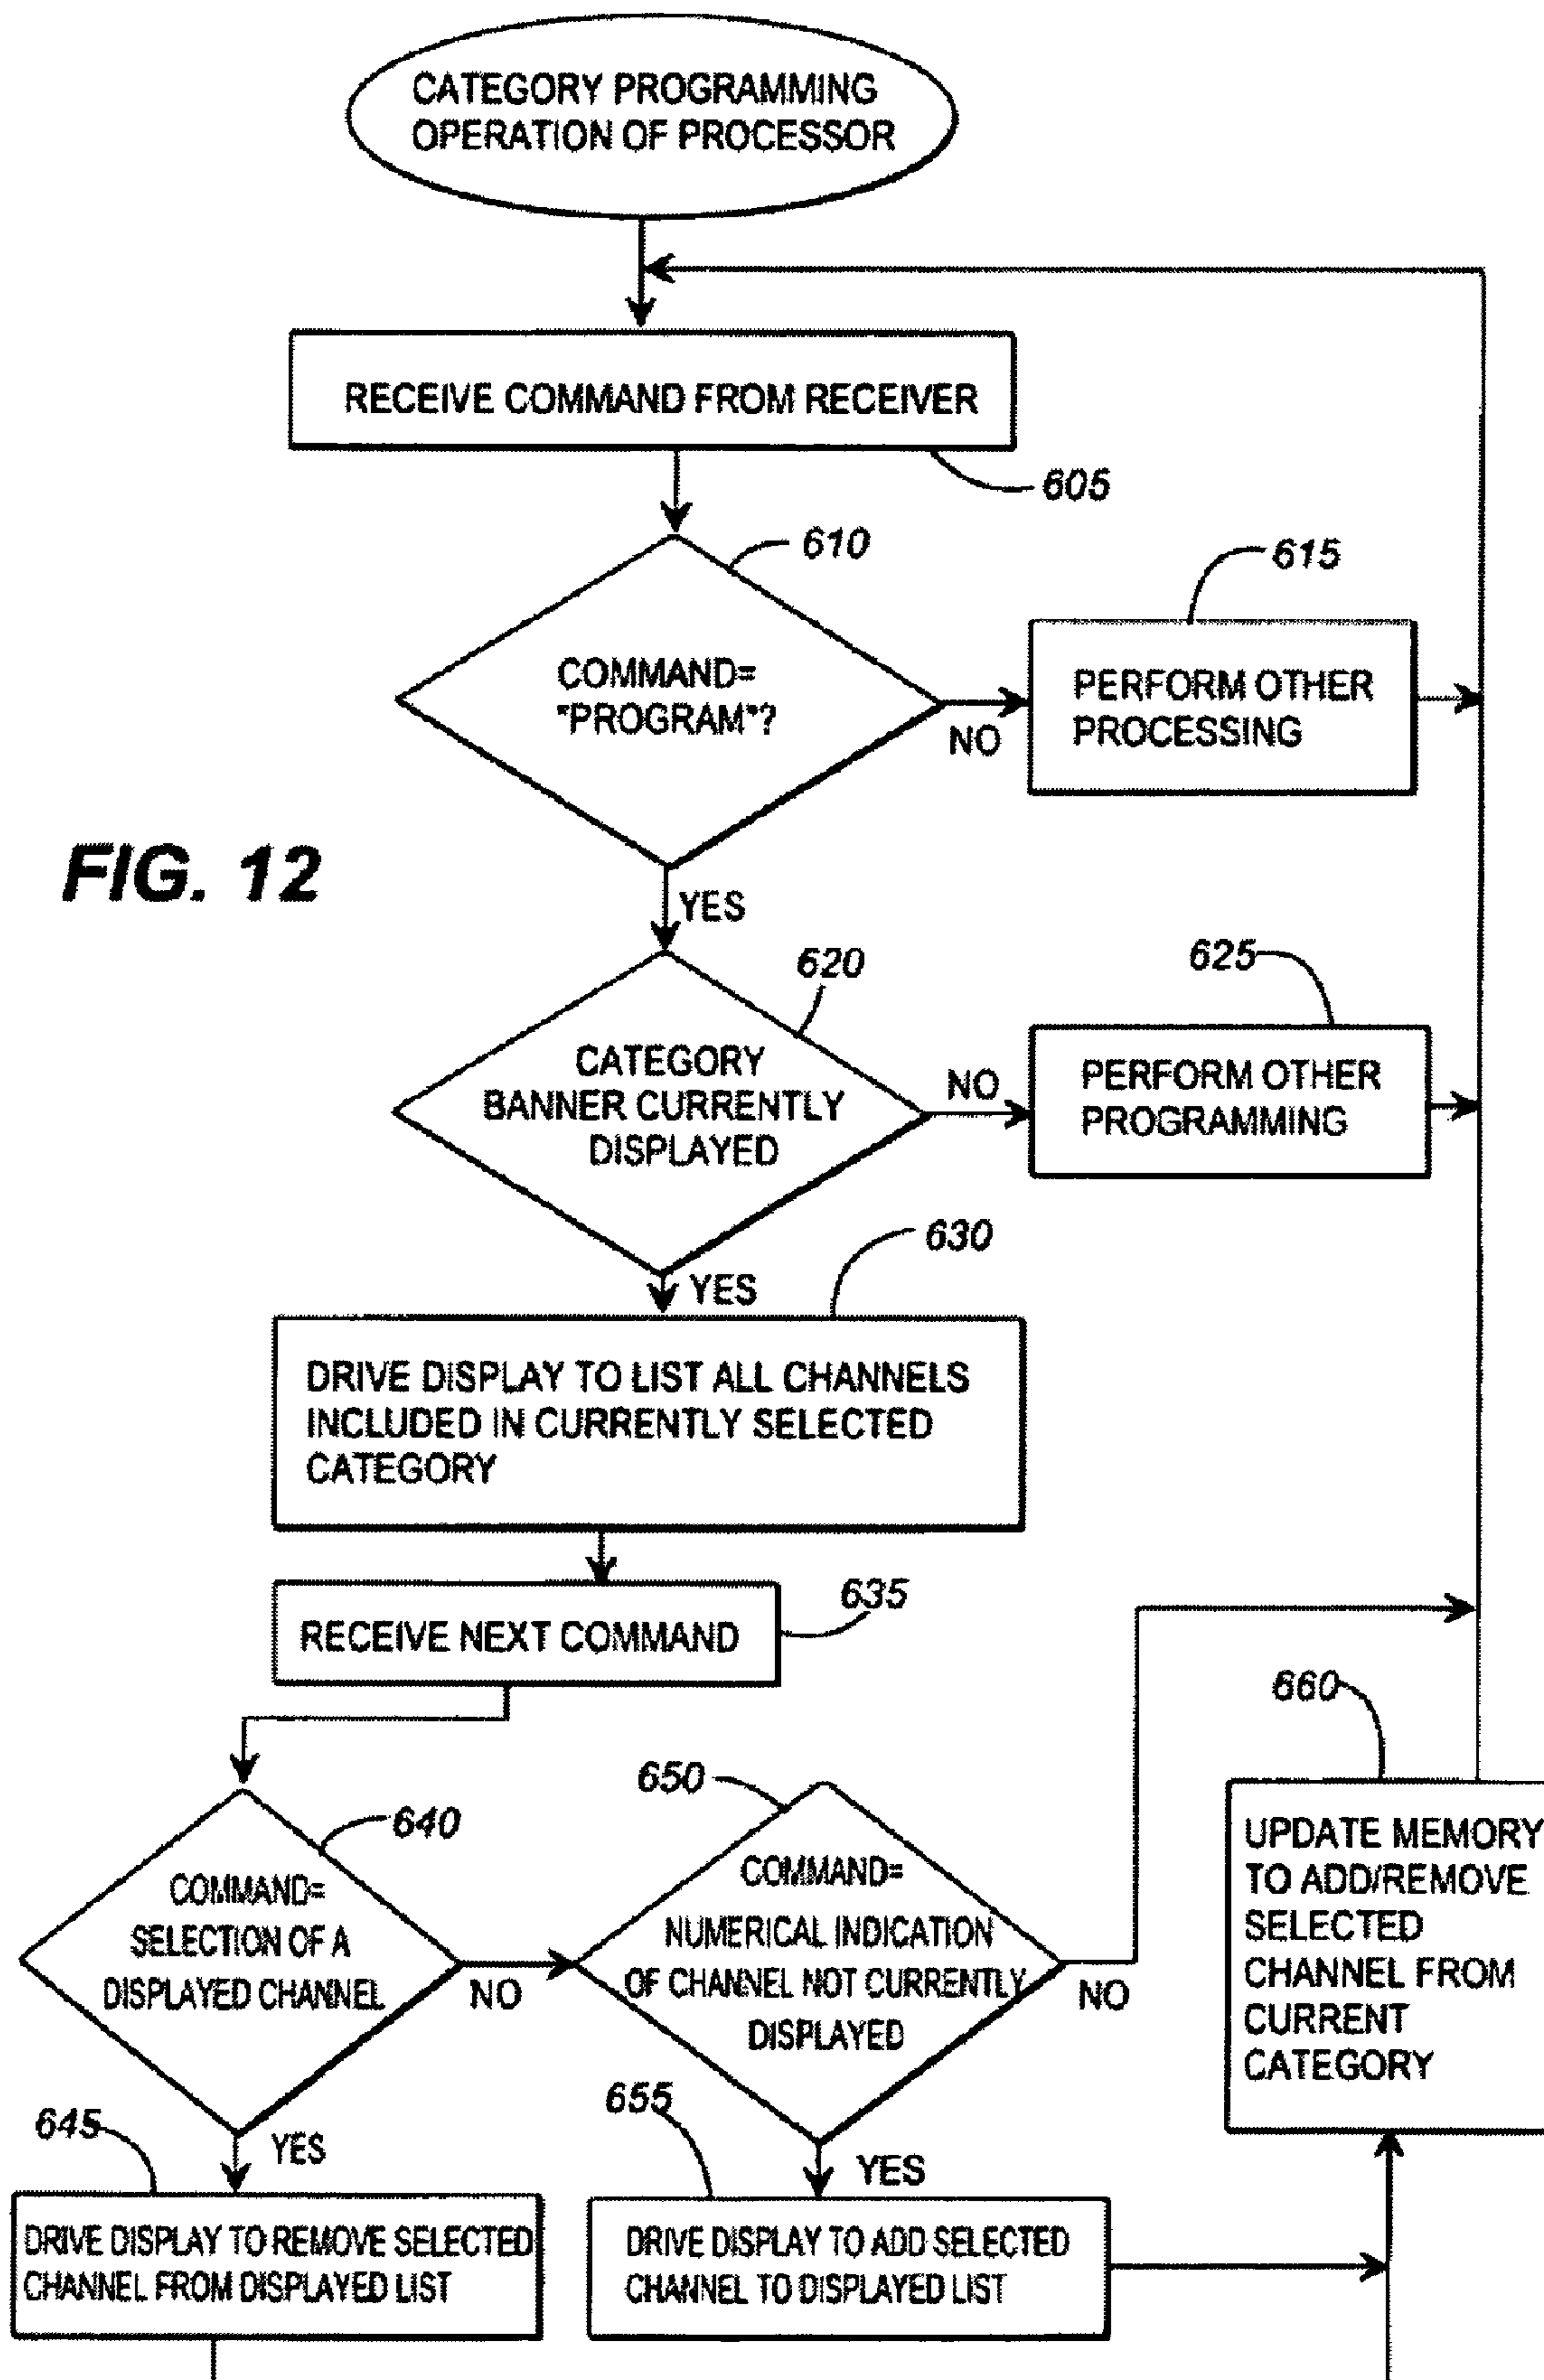 CATEGORY PROGRAMMING
OPERATION OF PROCESSOR
RECEIVE COMMAND FROM RECEIVER
605
610
COMMAND=
"PROGRAM"?
NO
615
PERFORM OTHER
PROCESSING
FIG. 12
YES
620
CATEGORY
BANNER CURRENTLY
DISPLAYED
NO
625
PERFORM OTHER
PROGRAMMING
YES
630
DRIVE DISPLAY TO LIST ALL CHANNELS
INCLUDED IN CURRENTLY SELECTED
CATEGORY
RECEIVE NEXT COMMAND
635
640
COMMAND=
SELECTION OF A
DISPLAYED CHANNEL
NO
650
COMMAND=
NUMERICAL INDICATION
OF CHANNEL NOT CURRENTLY
DISPLAYED
NO
660
UPDATE MEMORY
TO ADD/REMOVE
SELECTED
CHANNEL FROM
CURRENT
CATEGORY
645
YES
DRIVE DISPLAY TO REMOVE SELECTED
CHANNEL FROM DISPLAYED LIST
655
YES
DRIVE DISPLAY TO ADD SELECTED
CHANNEL TO DISPLAYED LIST